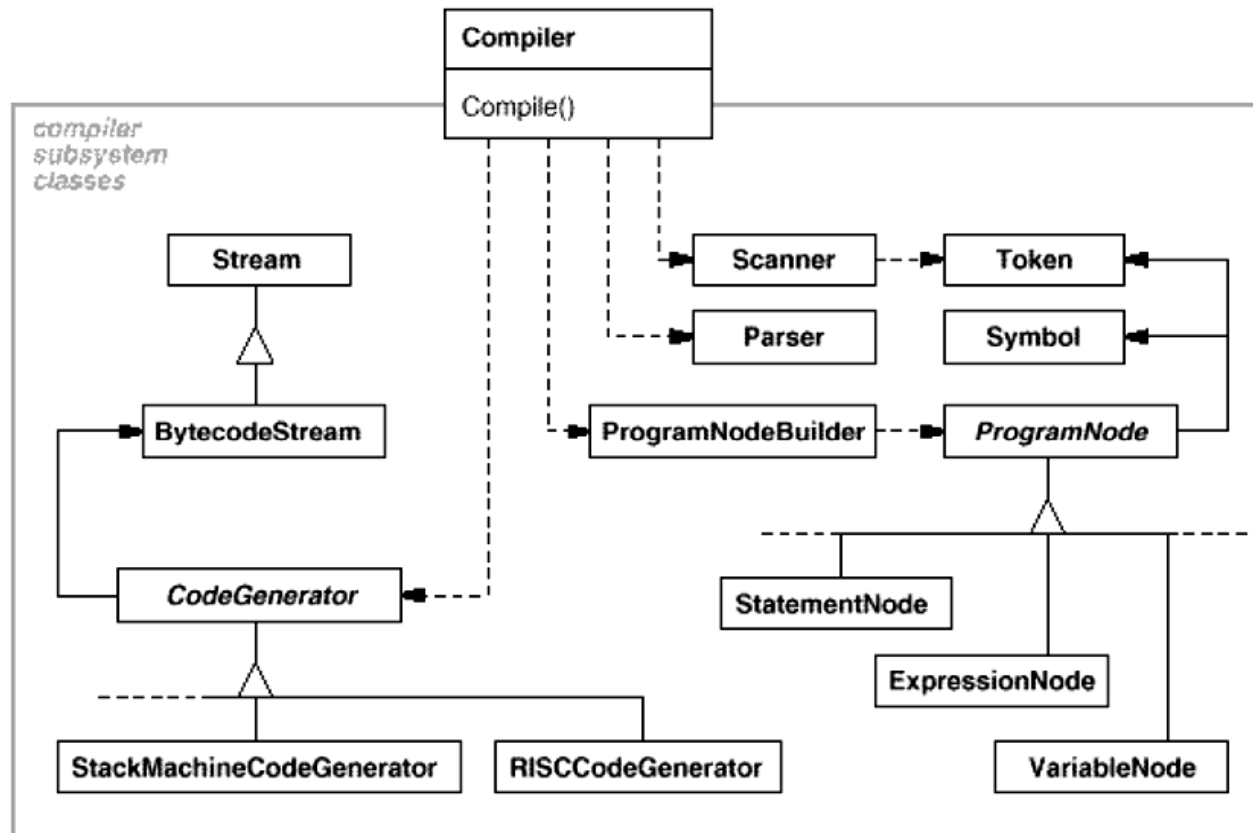 Compiler
Compile()
compiler
subsystem
classes
Stream
Scanner
Token
Parser
Symbol
BytecodeStream
ProgramNodeBuilder
ProgramNode
CodeGenerator
StatementNode
ExpressionNode
StackMachineCodeGenerator
RISCCodeGenerator
VariableNode